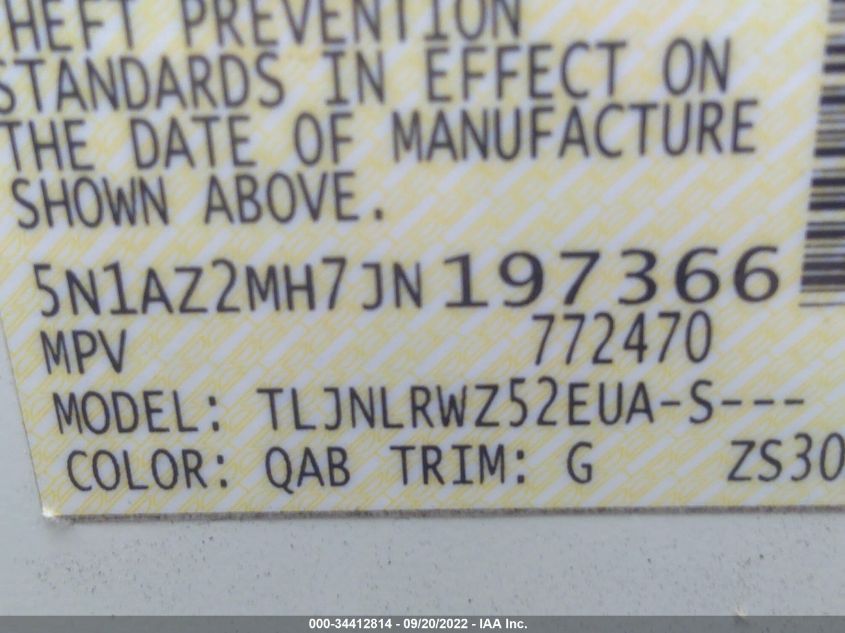 THEFT PREVENTION
STANDARDS IN EFFECT ON
THE DATE OF MANUFACTURE
SHOWN ABOVE.
5N1AZ2MH7JN197366
MPV 772470
MODEL: TLJNLRWZ52EUA-S---
COLOR: QAB TRIM: G ZS30
000-34412814 - 09/20/2022 - IAA Inc.